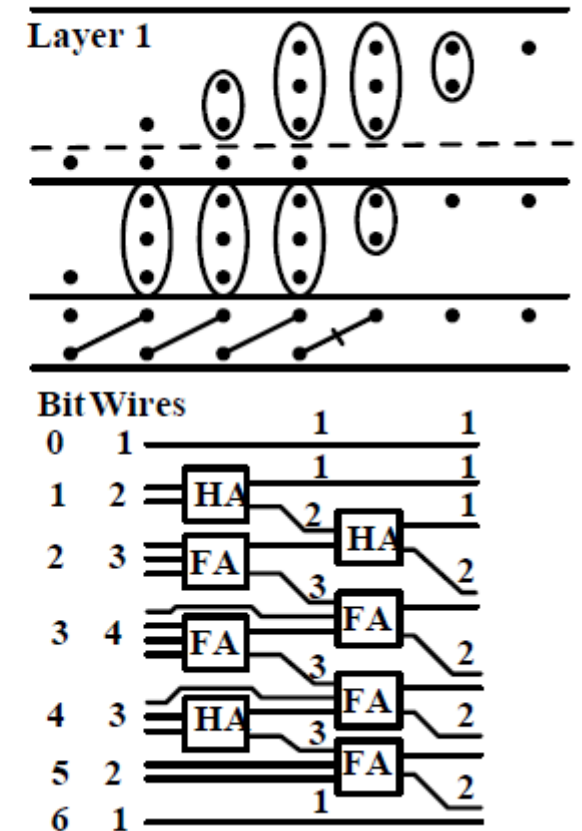 Layer 1
Bit Wires
0 1 1 1
1 2 HA 1 1
2 HA 1
2 3 FA 2
3 FA
3 4 FA 2
3 FA
4 3 HA 2
3 FA
5 2 2
6 1 1